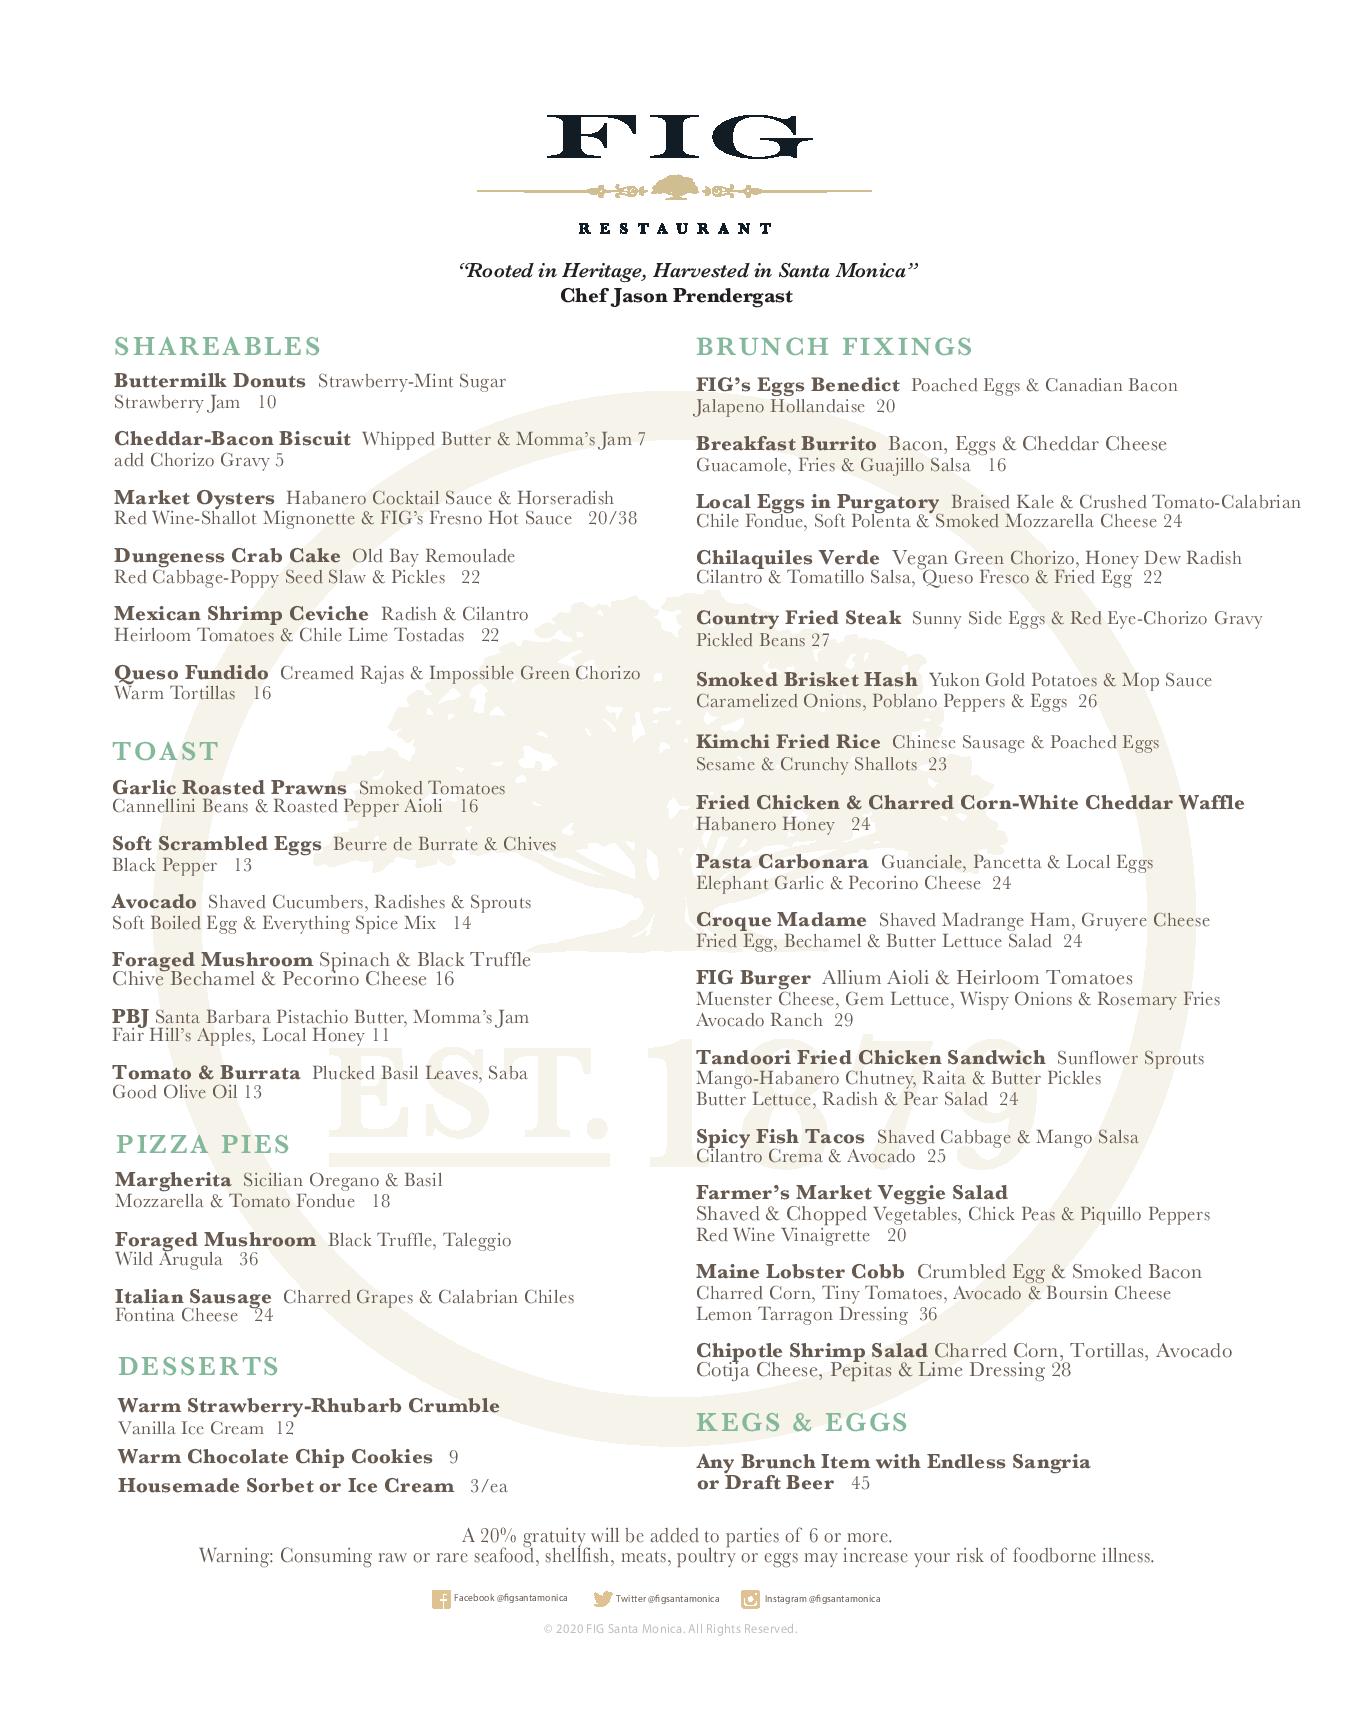 FIG
RESTAURANT
“Rooted in Heritage, Harvested in Santa Monica”
Chef Jason Prendergast
SHAREABLES
Buttermilk Donuts Strawberry-Mint Sugar
Strawberry Jam 10
Cheddar-Bacon Biscuit Whipped Butter & Momma’s Jam 7
add Chorizo Gravy 5
Market Oysters Habanero Cocktail Sauce & Horseradish
Red Wine-Shallot Mignonette & FIG’s Fresno Hot Sauce 20/38
Dungeness Crab Cake Old Bay Remoulade
Red Cabbage-Poppy Seed Slaw & Pickles 22
Mexican Shrimp Ceviche Radish & Cilantro
Heirloom Tomatoes & Chile Lime Tostadas 22
Queso Fundido Creamed Rajas & Impossible Green Chorizo
Warm Tortillas 16
TOAST
Garlic Roasted Prawns Smoked Tomatoes
Cannellini Beans & Roasted Pepper Aioli 16
Soft Scrambled Eggs Beurre de Burrate & Chives
Black Pepper 13
Avocado Shaved Cucumbers, Radishes & Sprouts
Soft Boiled Egg & Everything Spice Mix 14
Foraged Mushroom Spinach & Black Truffle
Chive Bechamel & Pecorino Cheese 16
PBJ Santa Barbara Pistachio Butter, Momma’s Jam
Fair Hill’s Apples, Local Honey 11
Tomato & Burrata Plucked Basil Leaves, Saba
Good Olive Oil 13
PIZZA PIES
Margherita Sicilian Oregano & Basil
Mozzarella & Tomato Fondue 18
Foraged Mushroom Black Truffle, Taleggio
Wild Arugula 36
Italian Sausage Charred Grapes & Calabrian Chiles
Fontina Cheese 24
DESSERTS
Warm Strawberry-Rhubarb Crumble
Vanilla Ice Cream 12
Warm Chocolate Chip Cookies 9
Housemade Sorbet or Ice Cream 3/ea
BRUNCH FIXINGS
FIG’s Eggs Benedict Poached Eggs & Canadian Bacon
Jalapeno Hollandaise 20
Breakfast Burrito Bacon, Eggs & Cheddar Cheese
Guacamole, Fries & Guajillo Salsa 16
Local Eggs in Purgatory Braised Kale & Crushed Tomato-Calabrian
Chile Fondue, Soft Polenta & Smoked Mozzarella Cheese 24
Chilaquiles Verde Vegan Green Chorizo, Honey Dew Radish
Cilantro & Tomatillo Salsa, Queso Fresco & Fried Egg 22
Country Fried Steak Sunny Side Eggs & Red Eye-Chorizo Gravy
Pickled Beans 27
Smoked Brisket Hash Yukon Gold Potatoes & Mop Sauce
Caramelized Onions, Poblano Peppers & Eggs 26
Kimchi Fried Rice Chinese Sausage & Poached Eggs
Sesame & Crunchy Shallots 23
Fried Chicken & Charred Corn-White Cheddar Waffle
Habanero Honey 24
Pasta Carbonara Guanciale, Pancetta & Local Eggs
Elephant Garlic & Pecorino Cheese 24
Croque Madame Shaved Madrange Ham, Gruyere Cheese
Fried Egg, Bechamel & Butter Lettuce Salad 24
FIG Burger Allium Aioli & Heirloom Tomatoes
Muenster Cheese, Gem Lettuce, Wispy Onions & Rosemary Fries
Avocado Ranch 29
Tandoori Fried Chicken Sandwich Sunflower Sprouts
Mango-Habanero Chutney, Raita & Butter Pickles
Butter Lettuce, Radish & Pear Salad 24
Spicy Fish Tacos Shaved Cabbage & Mango Salsa
Cilantro Crema & Avocado 25
Farmer’s Market Veggie Salad
Shaved & Chopped Vegetables, Chick Peas & Piquillo Peppers
Red Wine Vinaigrette 20
Maine Lobster Cobb Crumbled Egg & Smoked Bacon
Charred Corn, Tiny Tomatoes, Avocado & Boursin Cheese
Lemon Tarragon Dressing 36
Chipotle Shrimp Salad Charred Corn, Tortillas, Avocado
Cotija Cheese, Pepitas & Lime Dressing 28
KEGS & EGGS
Any Brunch Item with Endless Sangria
or Draft Beer 45
EST. 1879
A 20% gratuity will be added to parties of 6 or more.
Warning: Consuming raw or rare seafood, shellfish, meats, poultry or eggs may increase your risk of foodborne illness.
Facebook @figsantamonica Twitter @figsantamonica Instagram @figsantamonica
© 2020 FIG Santa Monica. All Rights Reserved.